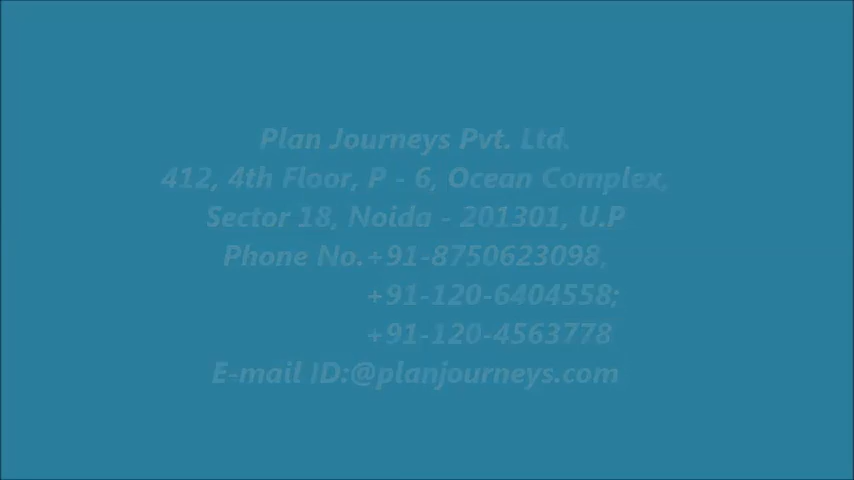 Plan Journeys Pvt. Ltd.
412, 4th Floor, P - 6, Ocean Complex,
Sector 18, Noida - 201301, U.P
Phone No.+91-8750623098,
+91-120-6404558;
+91-120-4563778
E-mail ID:@planjourneys.com